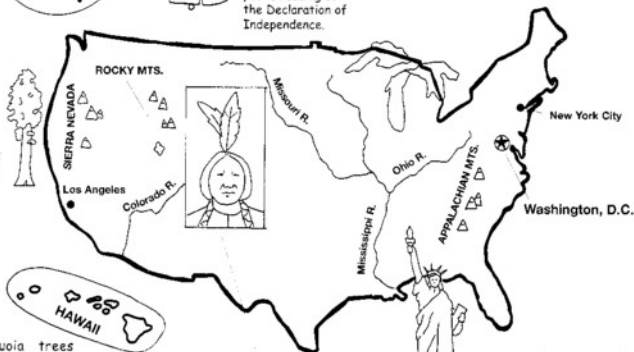 the Declaration of
Independence.
ROCKY MTS.
SIERRA NEVADA
Missouri R.
New York City
Ohio R.
APPALACHIAN MTS.
Los Angeles
Colorado R.
Mississippi R.
Washington, D.C.
HAWAII
trees